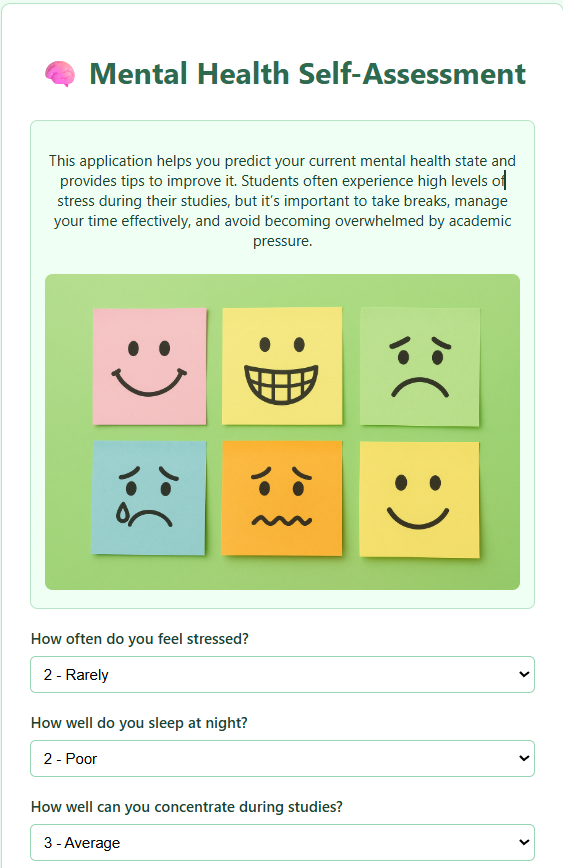 Mental Health Self-Assessment
This application helps you predict your current mental health state and
provides tips to improve it. Students often experience high levels of
stress during their studies, but it’s important to take breaks, manage
your time effectively, and avoid becoming overwhelmed by academic
pressure.
How often do you feel stressed?
2 - Rarely
How well do you sleep at night?
2 - Poor
How well can you concentrate during studies?
3 - Average